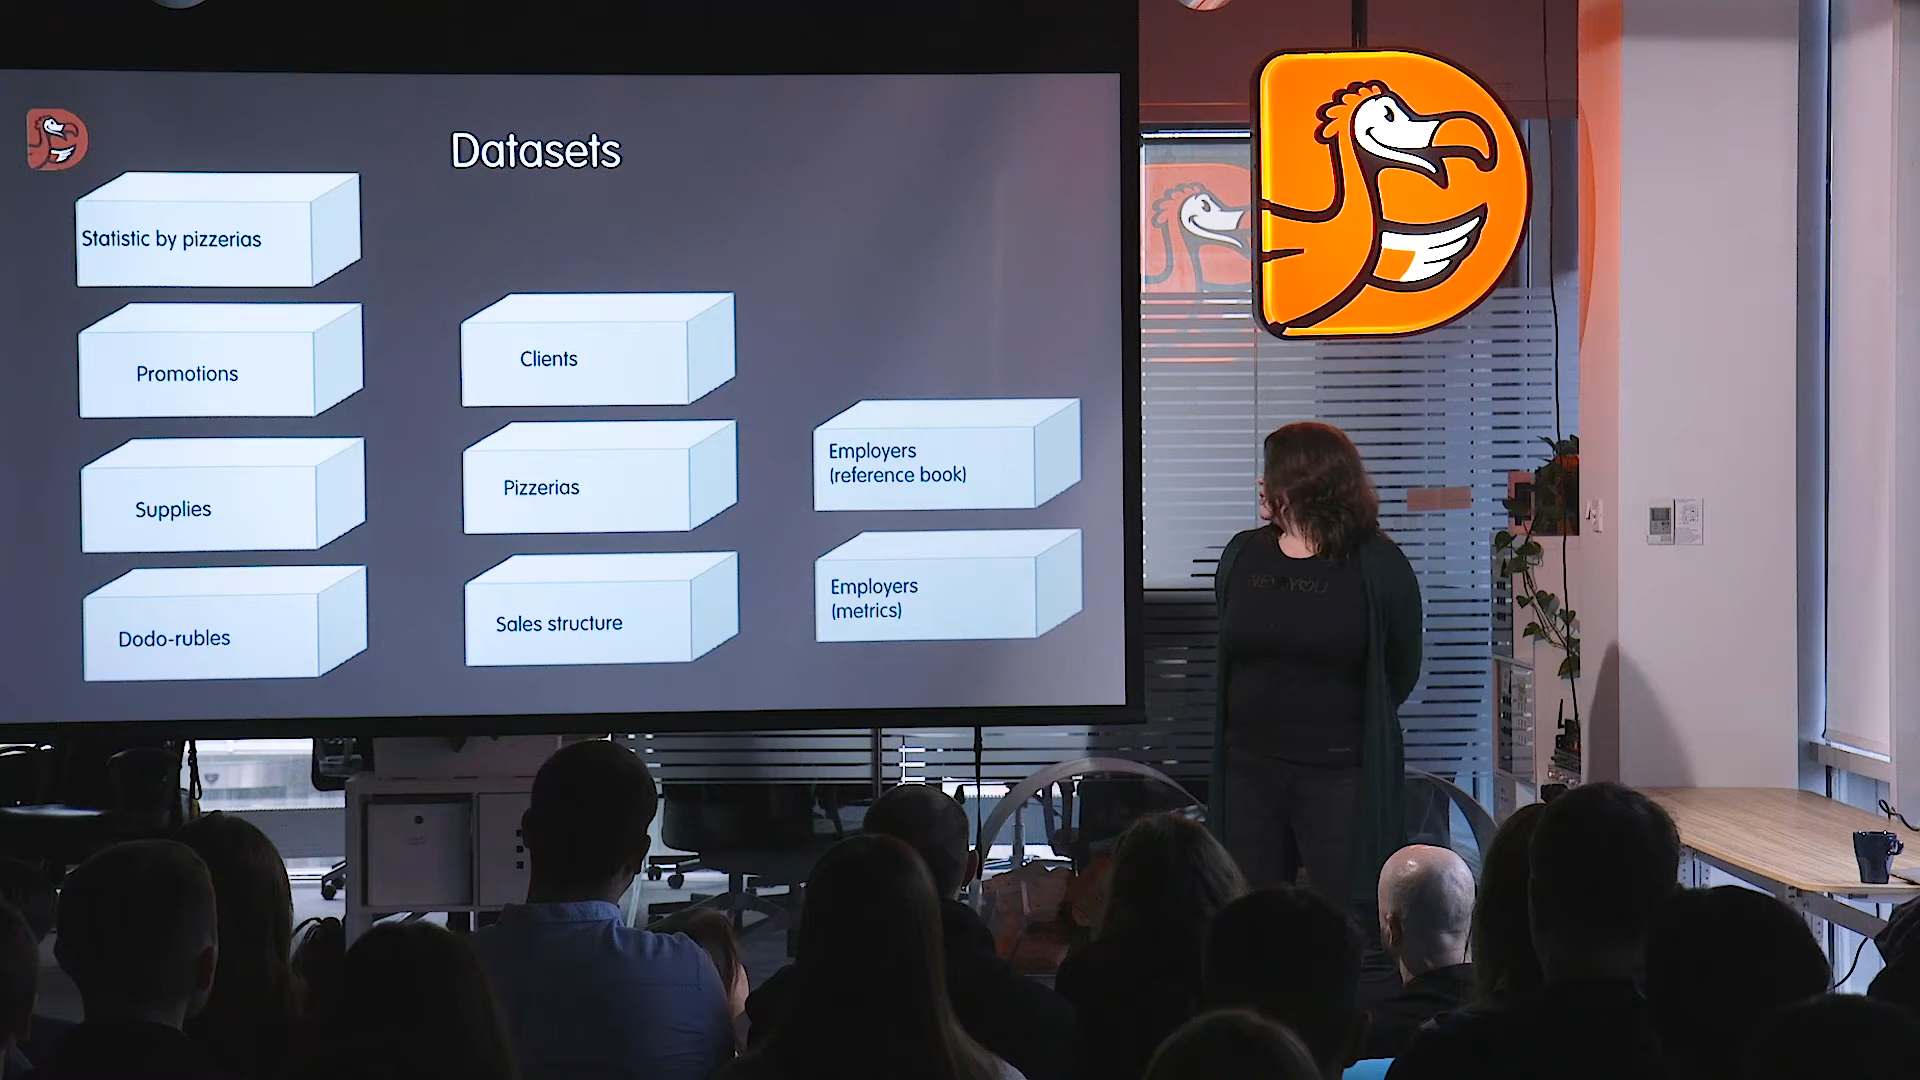 Datasets
Statistic by pizzerias
Promotions
Supplies
Dodo-rubles
Clients
Pizzerias
Sales structure
Employers
(reference book)
Employers
(metrics)